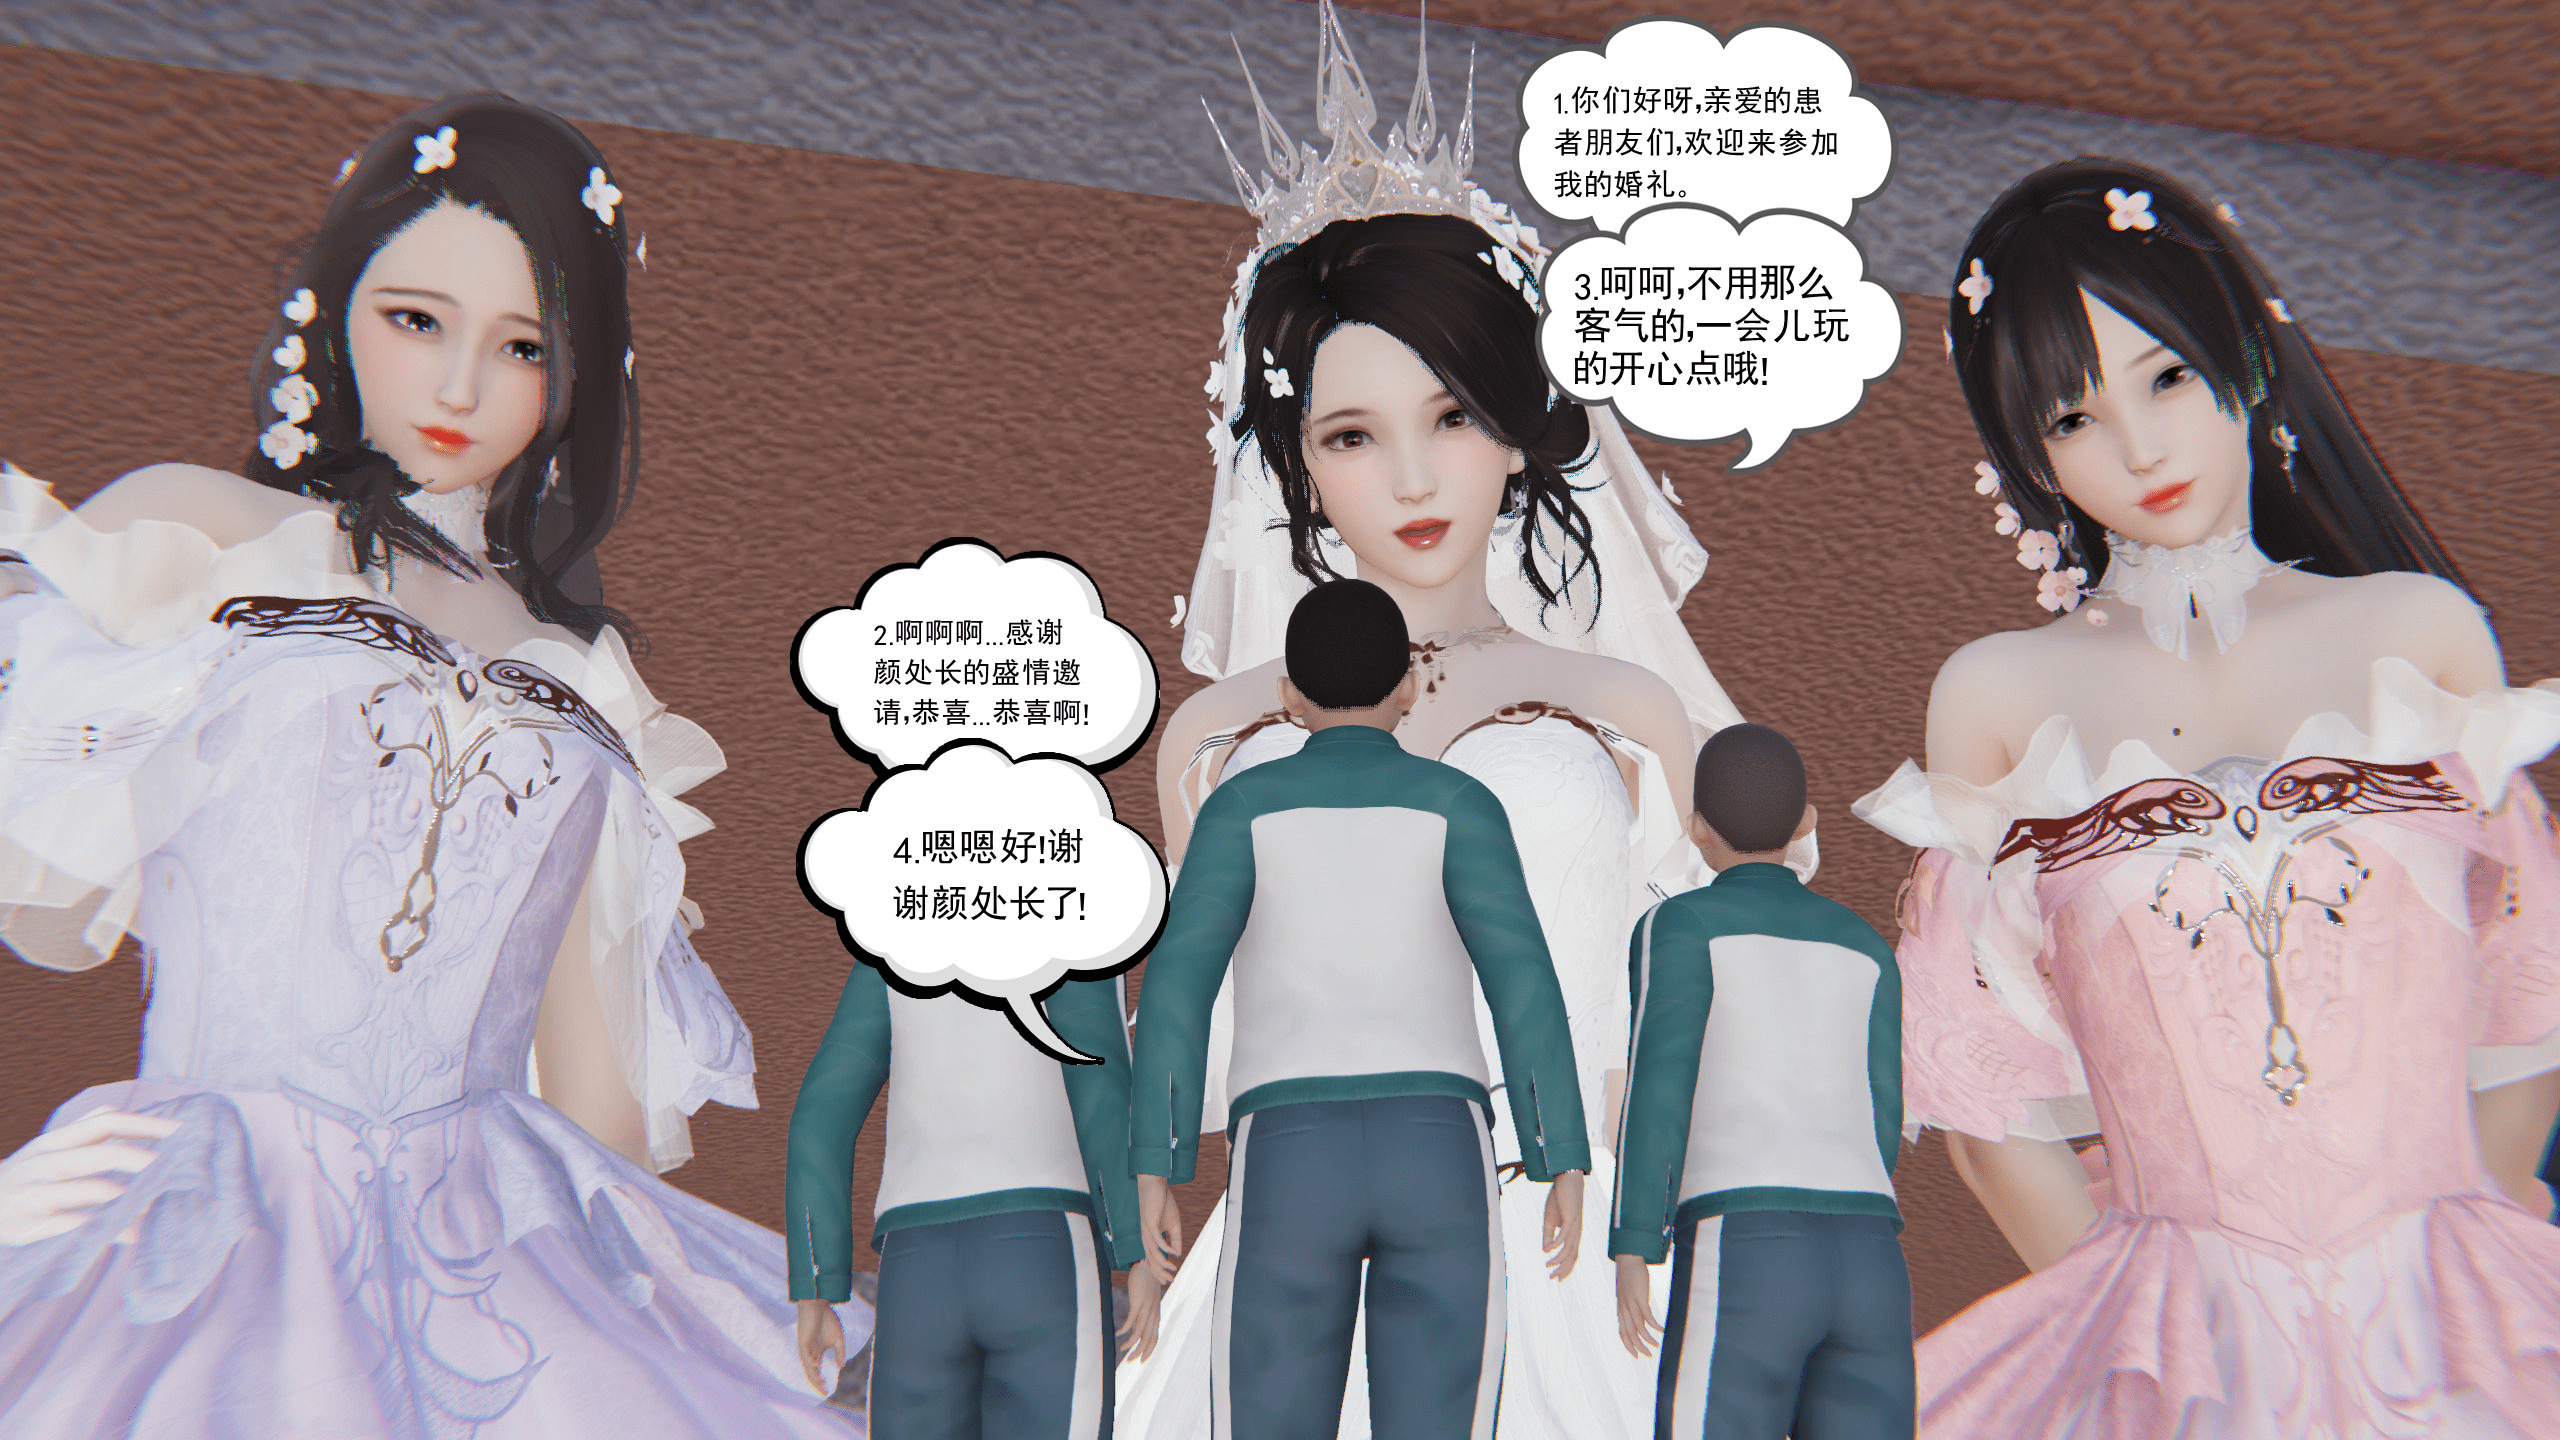 1.你们好呀,亲爱的患
者朋友们,欢迎来参加
我的婚礼。
2.啊啊啊...感谢
颜处长的盛情邀
请,恭喜...恭喜啊!
3.呵呵,不用那么
客气的,一会儿玩
的开心点哦!
4.嗯嗯好!谢
谢颜处长了!